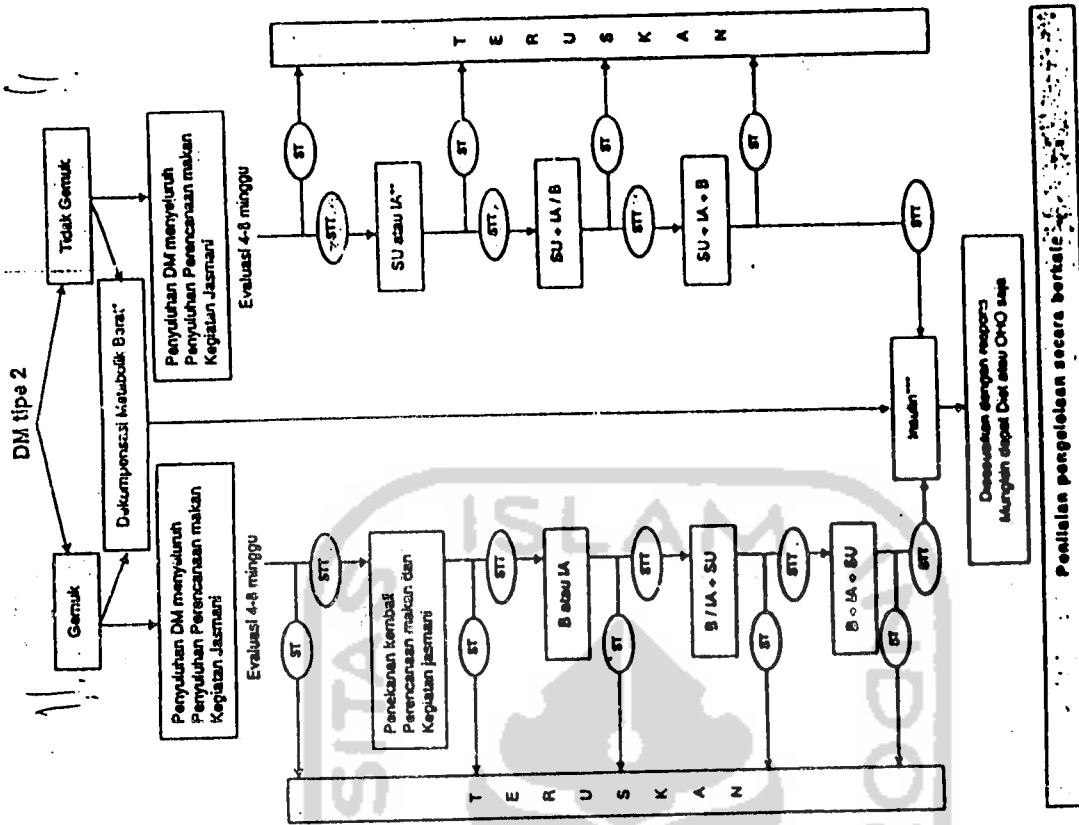 DM tipe 2
Gemuk
Tidak Gemuk
Dekompensasi Metabolik Berat*
Penyuluhan DM menyeluruh
Penyuluhan Perencanaan makan
Kegiatan Jasmani
Penyuluhan DM menyeluruh
Penyuluhan Perencanaan makan
Kegiatan Jasmani
Evaluasi 4-8 minggu
Evaluasi 4-8 minggu
ST
STT
STT
ST
Penekanan kembali
Perencanaan makan dan
Kegiatan jasmani
SU atau IA**
ST
STT
STT
ST
B atau IA
SU + IA / B
ST
STT
STT
ST
B / IA + SU
SU + IA + B
ST
STT
ST
B + IA + SU
ST
STT
STT
TERUSKAN
TERUSKAN
Insulin***
Disesuaikan dengan respons
Mungkin dapat Diet atau OHO saja
Penilaian pengelolaan secara berkala
SITAS
ISLAM